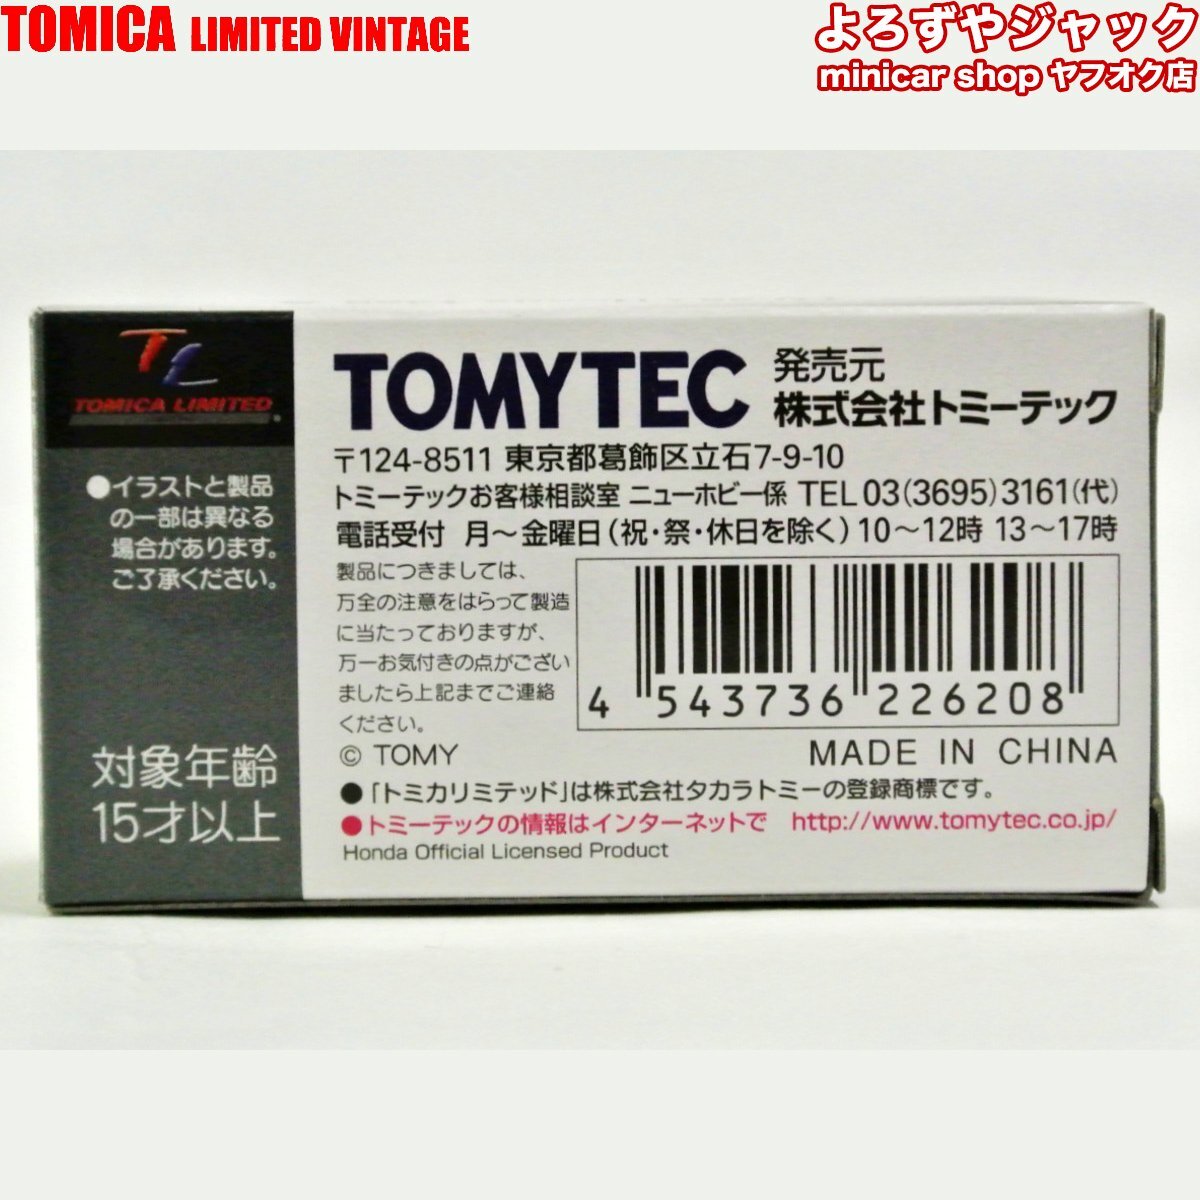 TOMICA LIMITED VINTAGE
よろずやジャック
minicar shop ヤフオク店
TL
TOMICA LIMITED
●イラストと製品
の一部は異なる
場合があります。
ご了承ください。
対象年齢
15才以上
TOMYTEC
発売元
株式会社トミーテック
〒124-8511 東京都葛飾区立石7-9-10
トミーテックお客様相談室 ニューホビー係 TEL 03(3695)3161(代)
電話受付 月〜金曜日(祝・祭・休日を除く)10〜12時 13〜17時
製品につきましては、
万全の注意をはらって製造
に当たっておりますが、
万一お気付きの点がござい
ましたら上記までご連絡
ください。
4 543736 226208
© TOMY
MADE IN CHINA
●「トミカリミテッド」は株式会社タカラトミーの登録商標です。
●トミーテックの情報はインターネットで http://www.tomytec.co.jp/
Honda Official Licensed Product